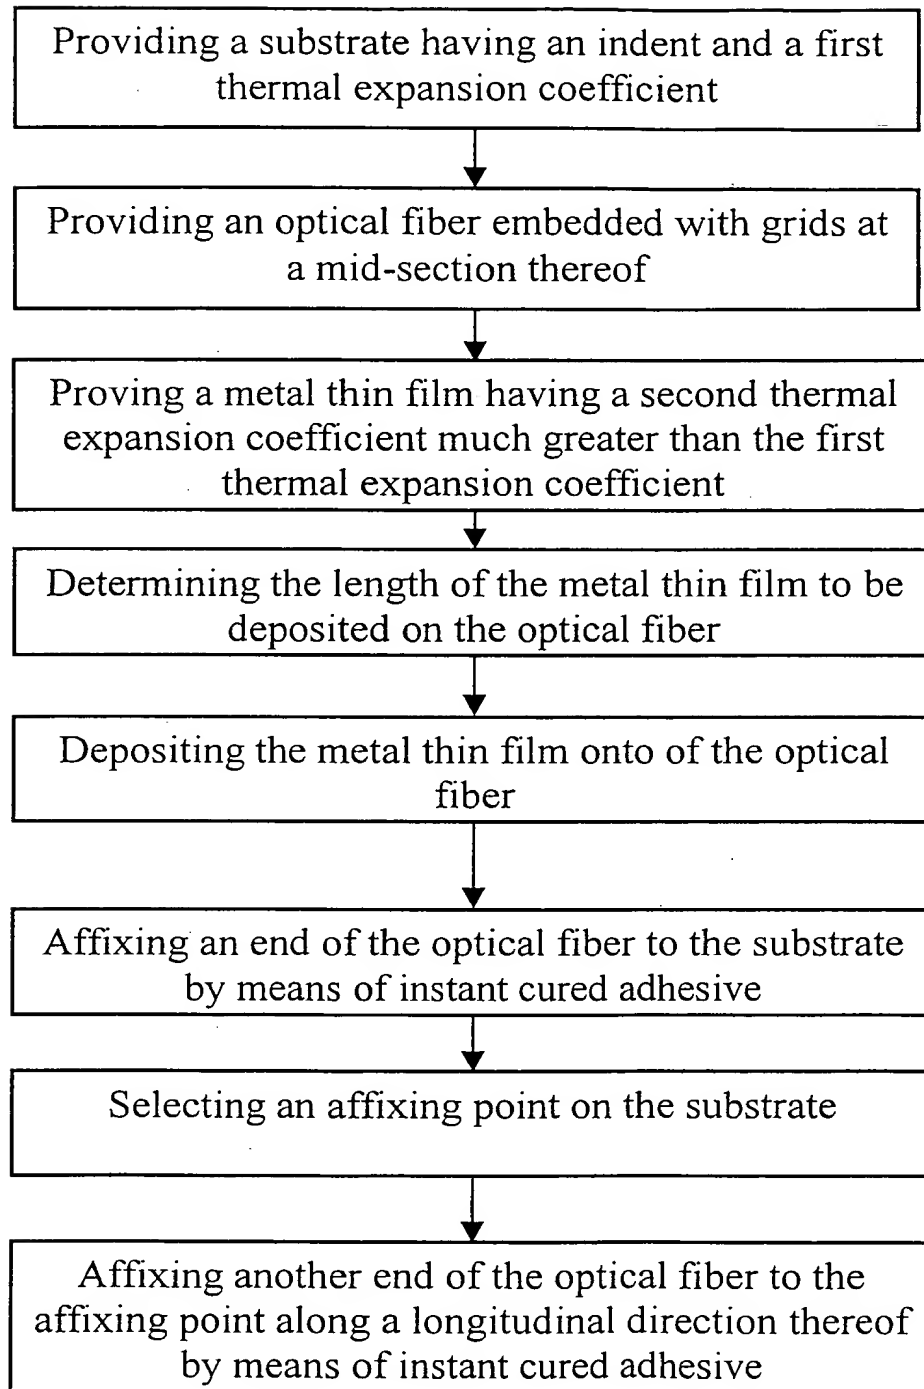 Providing a substrate having an indent and a first
thermal expansion coefficient
Providing an optical fiber embedded with grids at
a mid-section thereof
Proving a metal thin film having a second thermal
expansion coefficient much greater than the first
thermal expansion coefficient
Determining the length of the metal thin film to be
deposited on the optical fiber
Depositing the metal thin film onto of the optical
fiber
Affixing an end of the optical fiber to the substrate
by means of instant cured adhesive
Selecting an affixing point on the substrate
Affixing another end of the optical fiber to the
affixing point along a longitudinal direction thereof
by means of instant cured adhesive